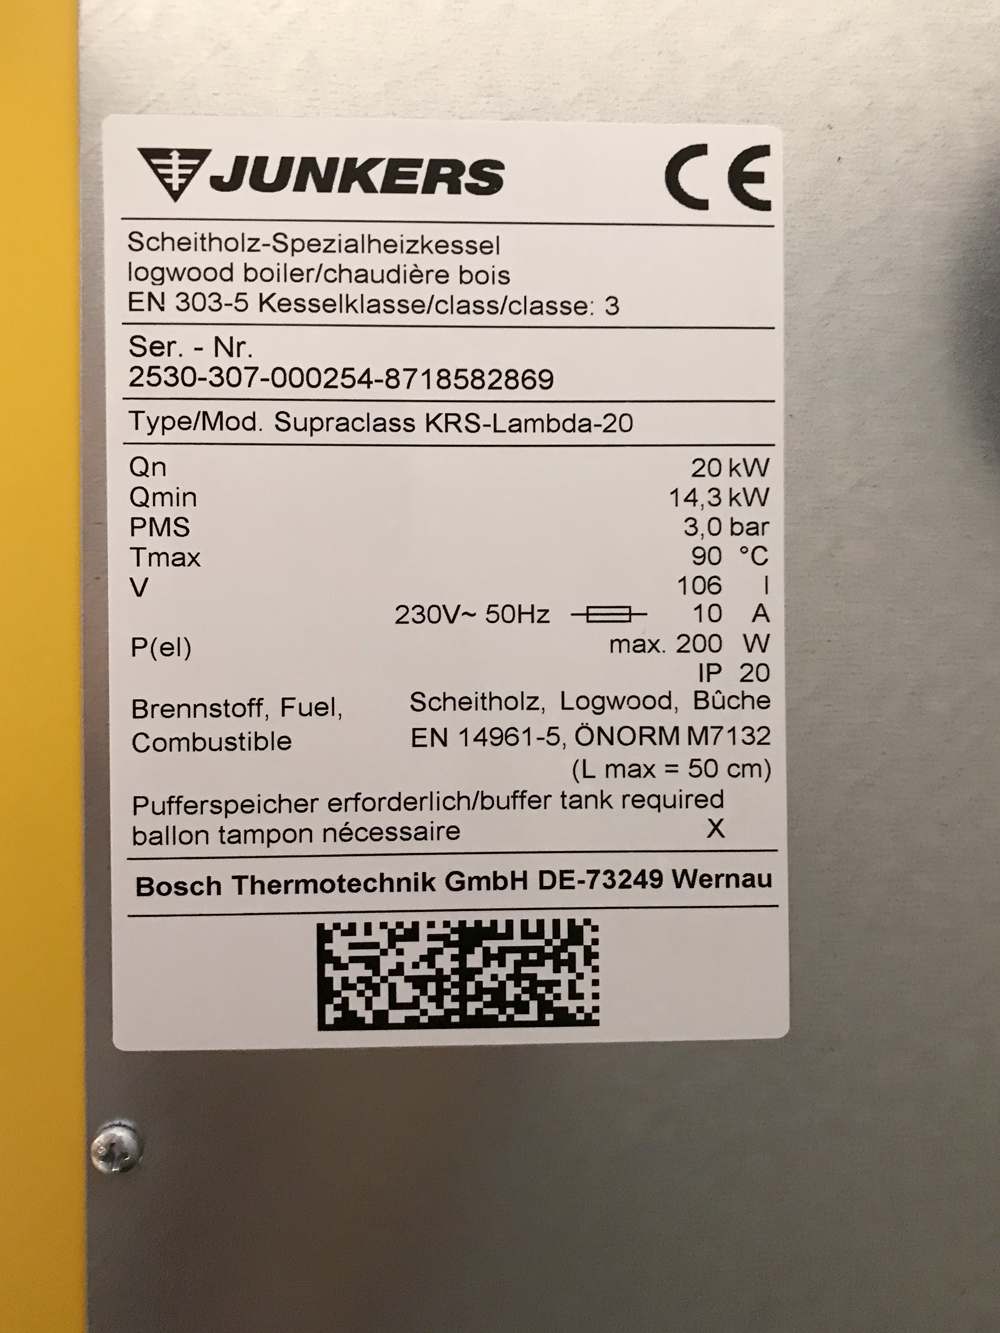 JUNKERS CE
Scheitholz-Spezialheizkessel
logwood boiler/chaudière bois
EN 303-5 Kesselklasse/class/classe: 3
Ser. - Nr.
2530-307-000254-8718582869
Type/Mod. Supraclass KRS-Lambda-20
Qn 20 kW
Qmin 14,3 kW
PMS 3,0 bar
Tmax 90 °C
V 106 l
230V~ 50Hz 10 A
P(el) max. 200 W
IP 20
Brennstoff, Fuel, Scheitholz, Logwood, Bûche
Combustible EN 14961-5, ÖNORM M7132
(L max = 50 cm)
Pufferspeicher erforderlich/buffer tank required
ballon tampon nécessaire X
Bosch Thermotechnik GmbH DE-73249 Wernau